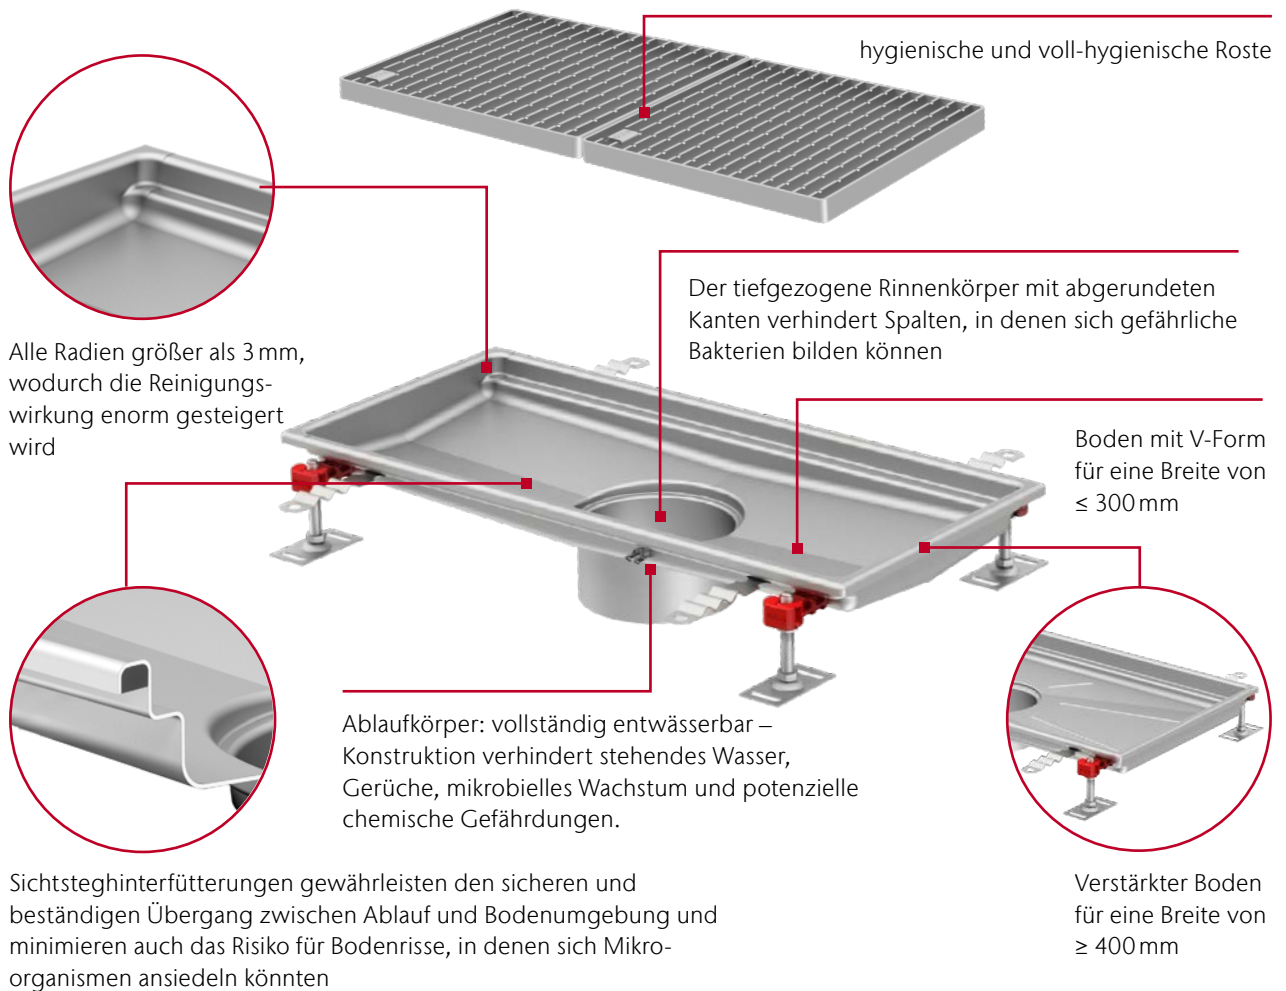 hygienische und voll-hygienische Roste
Der tiefgezogene Rinnenkörper mit abgerundeten
Kanten verhindert Spalten, in denen sich gefährliche
Bakterien bilden können
Alle Radien größer als 3 mm,
wodurch die Reinigungs-
wirkung enorm gesteigert
wird
Boden mit V-Form
für eine Breite von
≤ 300 mm
Ablaufkörper: vollständig entwässerbar –
Konstruktion verhindert stehendes Wasser,
Gerüche, mikrobielles Wachstum und potenzielle
chemische Gefährdungen.
Sichtsteghinterfütterungen gewährleisten den sicheren und
beständigen Übergang zwischen Ablauf und Bodenumgebung und
minimieren auch das Risiko für Bodenrisse, in denen sich Mikro-
organismen ansiedeln könnten
Verstärkter Boden
für eine Breite von
≥ 400 mm